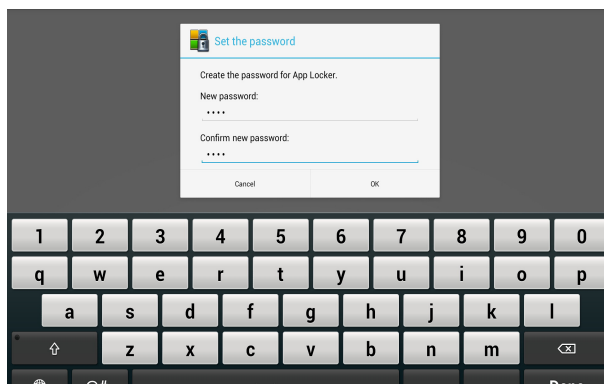 Set the password
Create the password for App Locker.
New password:
••••
Confirm new password:
••••
Cancel OK
1 2 3 4 5 6 7 8 9 0
q w e r t y u i o p
a s d f g h j k l
z x c v b n m